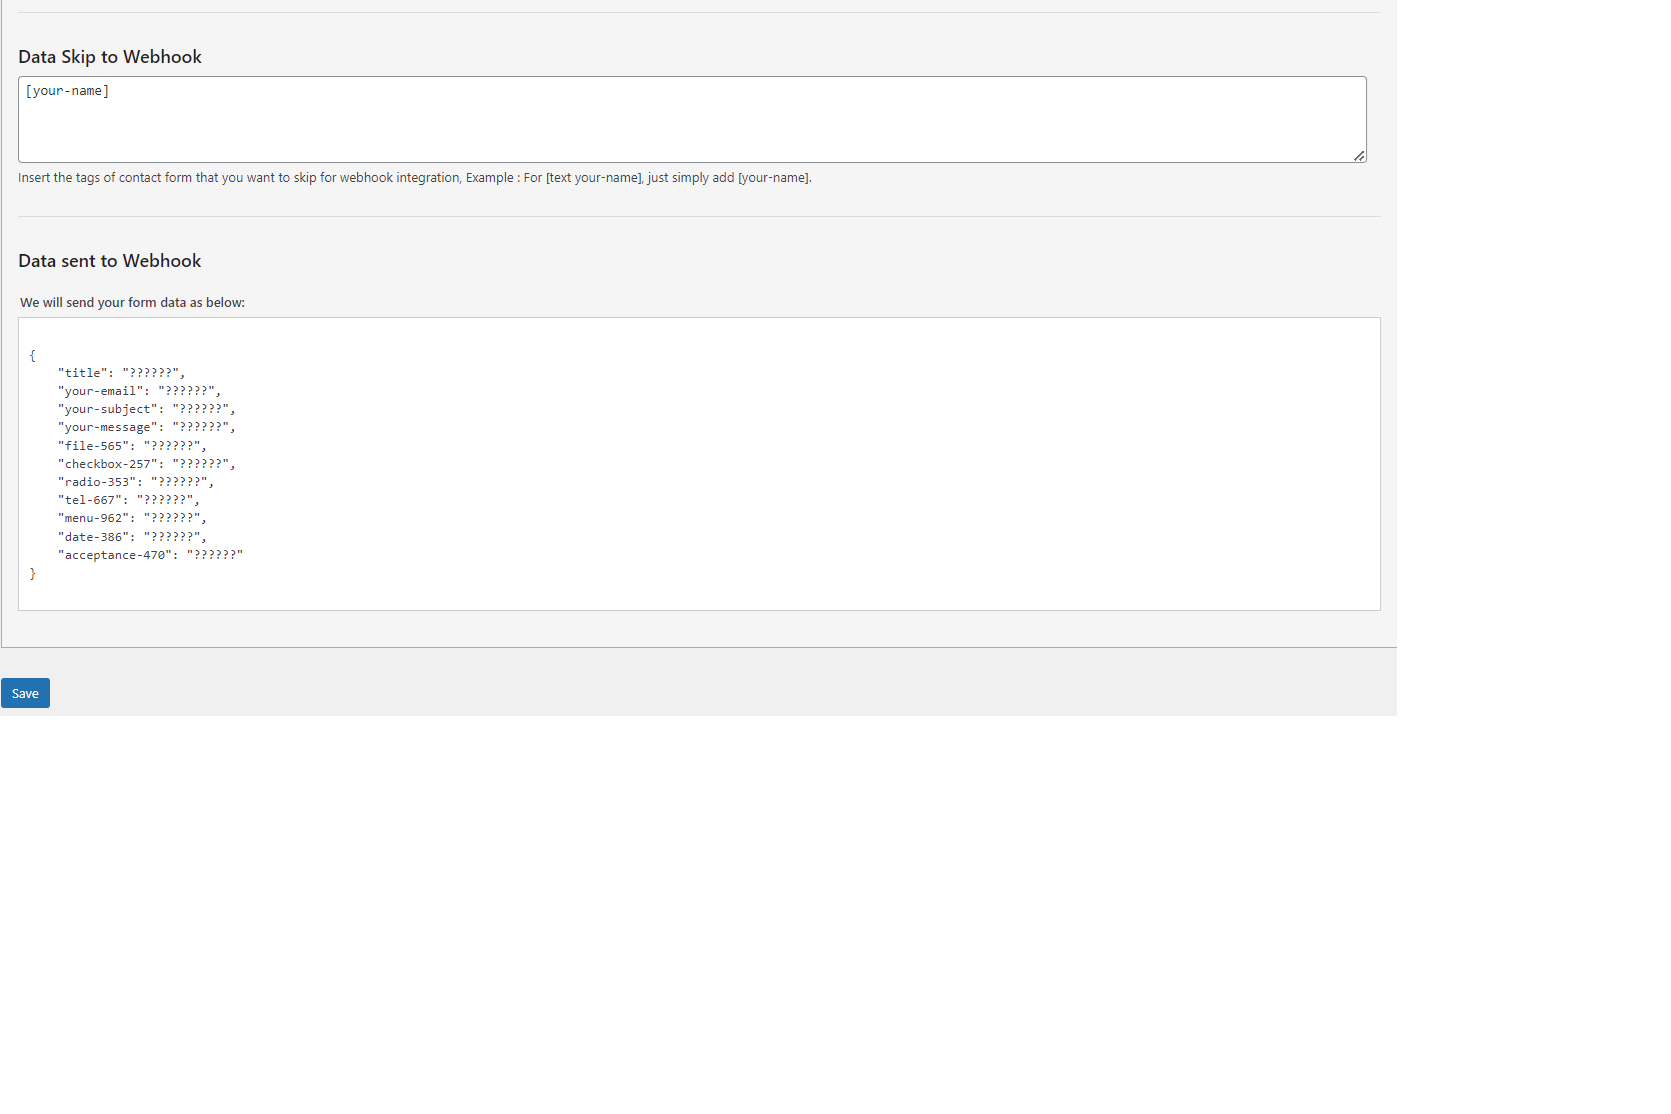 Data Skip to Webhook
[your-name]
Insert the tags of contact form that you want to skip for webhook integration, Example : For [text your-name], just simply add [your-name].
Data sent to Webhook
We will send your form data as below:
{
    "title": "??????",
    "your-email": "??????",
    "your-subject": "??????",
    "your-message": "??????",
    "file-565": "??????",
    "checkbox-257": "??????",
    "radio-353": "??????",
    "tel-667": "??????",
    "menu-962": "??????",
    "date-386": "??????",
    "acceptance-470": "??????"
}
Save